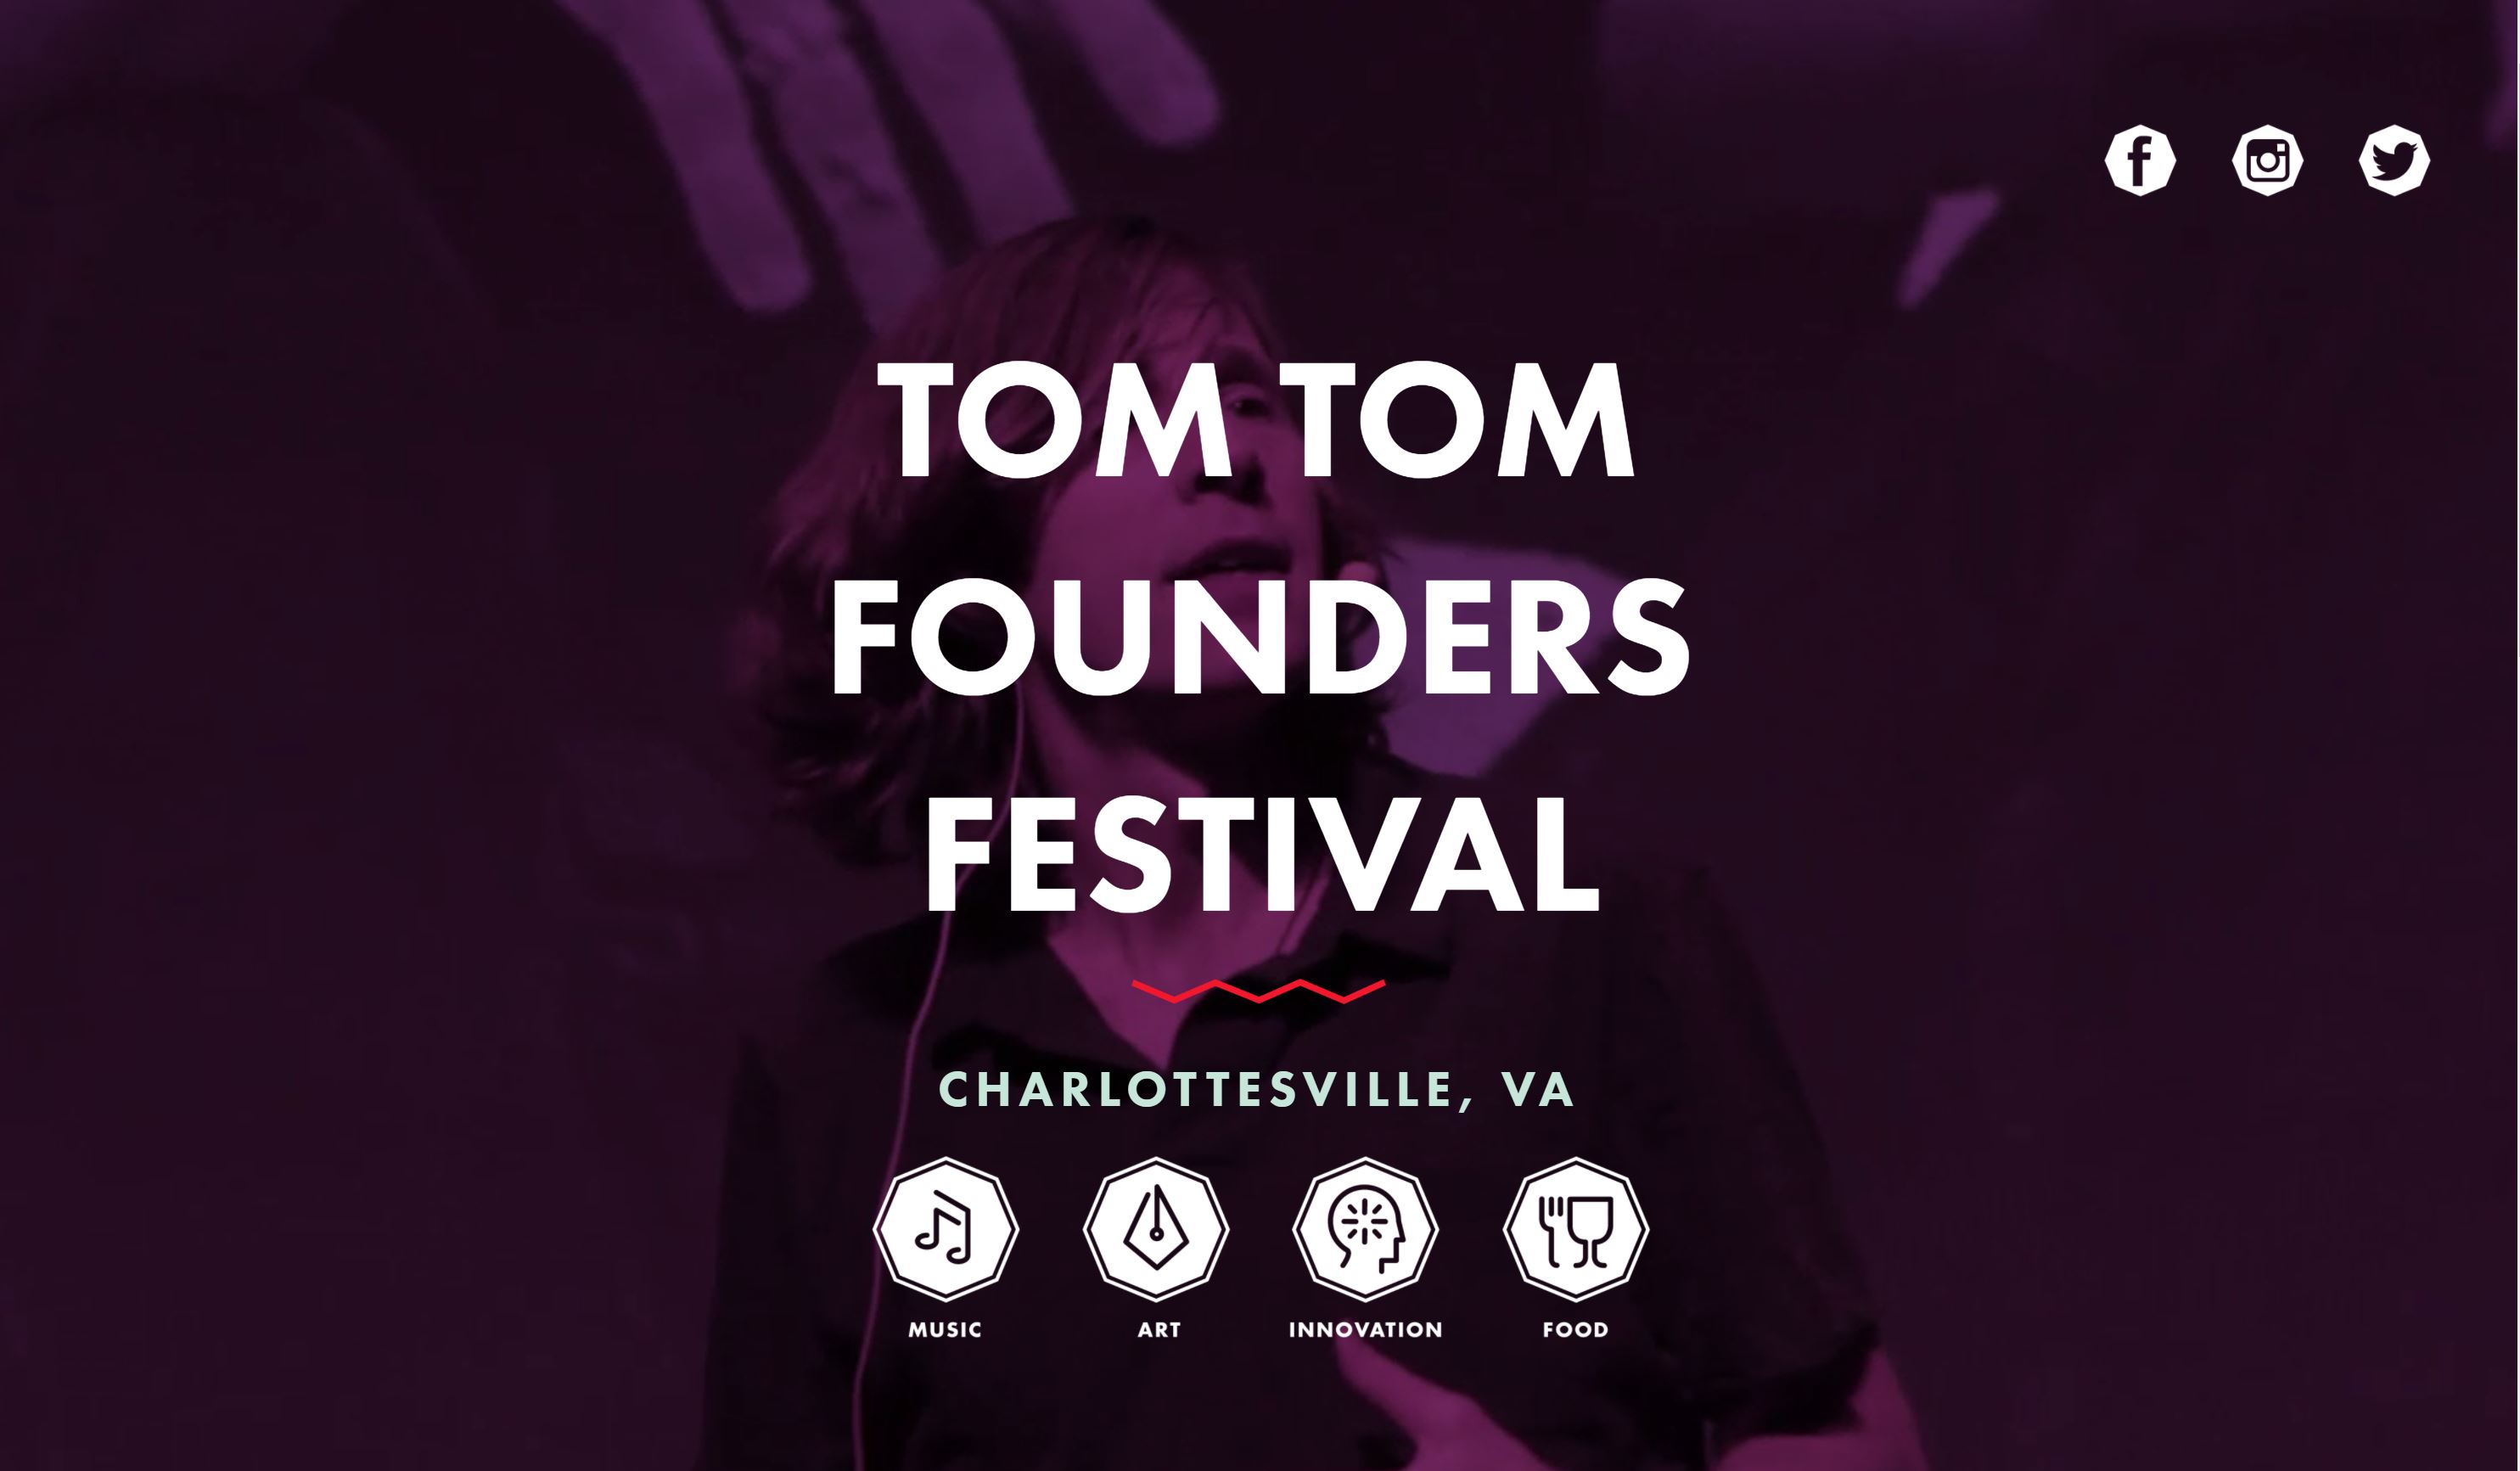 TOM TOM
FOUNDERS
FESTIVAL
CHARLOTTESVILLE, VA
MUSIC
ART
INNOVATION
FOOD